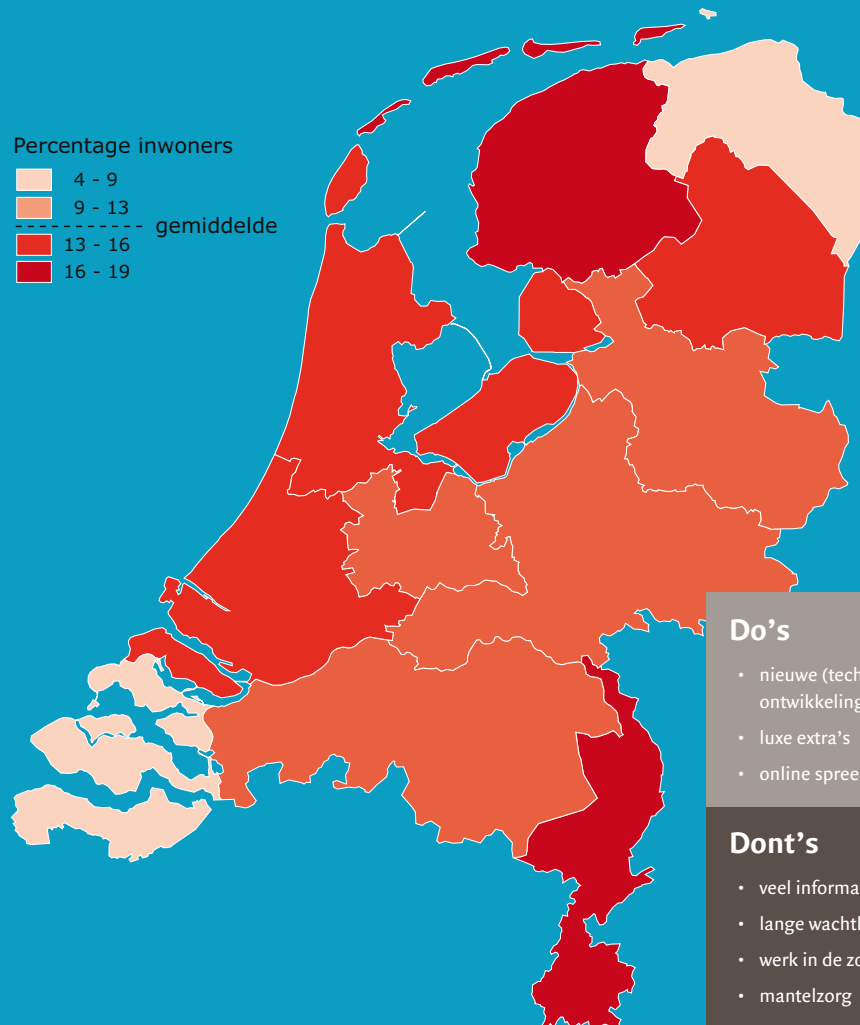 Percentage inwoners
4 - 9
9 - 13
gemiddelde
13 - 16
16 - 19
Do's
• nieuwe (tech
ontwikkeling
• luxe extra's
• online spree
Dont's
• veel informa
• lange wachtl
• werk in de zo
• mantelzorg